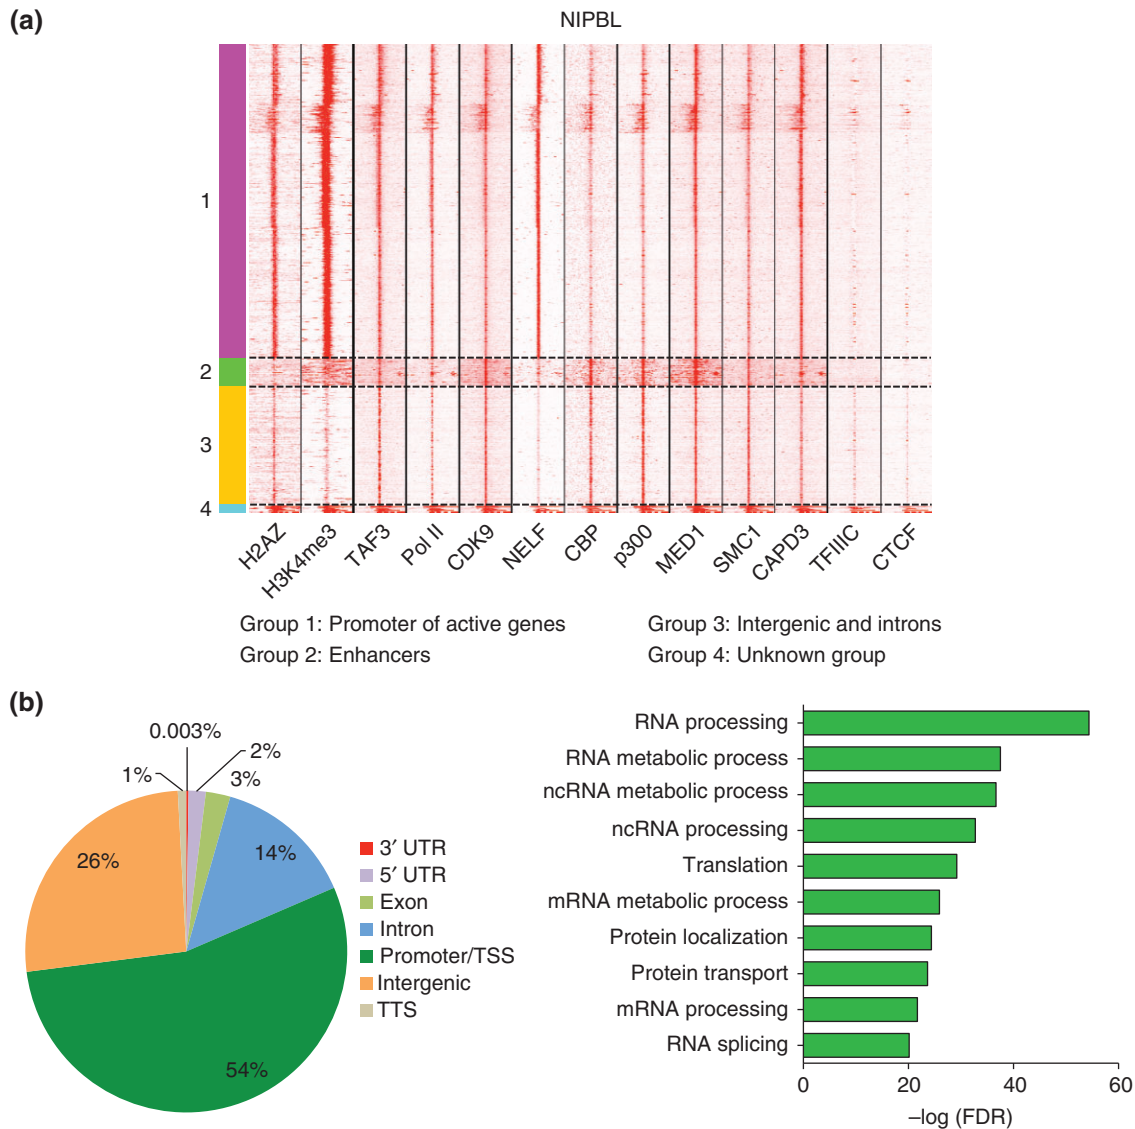 (a)
NIPBL
1
2
3
4
H2AZ
H3K4me3
TAF3
Pol II
CDK9
NELF
CBP
p300
MED1
SMC1
CAPD3
TFIIIC
CTCF
Group 1: Promoter of active genes
Group 2: Enhancers
Group 3: Intergenic and introns
Group 4: Unknown group
(b)
0.003%
1%
2%
3%
14%
26%
54%
3′ UTR
5′ UTR
Exon
Intron
Promoter/TSS
Intergenic
TTS
RNA processing
RNA metabolic process
ncRNA metabolic process
ncRNA processing
Translation
mRNA metabolic process
Protein localization
Protein transport
mRNA processing
RNA splicing
0 20 40 60
–log (FDR)